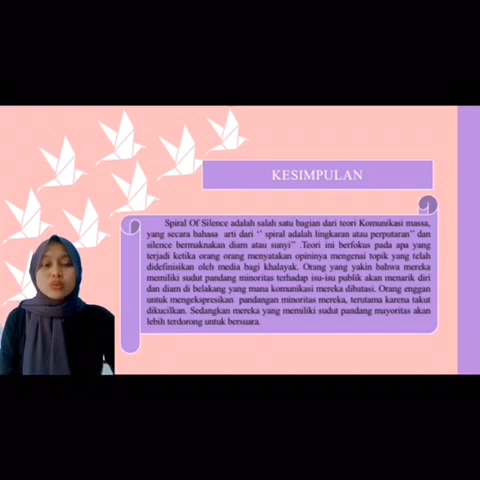 KESIMPULAN
Spiral Of Silence adalah salah satu bagian dari teori Komunikasi massa,
yang secara bahasa arti dari ‘’ spiral adalah lingkaran atau perputaran” dan
silence bermaknakan diam atau sunyi” .Teori ini berfokus pada apa yang
terjadi ketika orang orang menyatakan opininya mengenai topik yang telah
didefinisikan oleh media bagi khalayak. Orang yang yakin bahwa mereka
memiliki sudut pandang minoritas terhadap isu-isu publik akan menarik diri
dan diam di belakang yang mana komunikasi mereka dibatasi. Orang enggan
untuk mengekspresikan pandangan minoritas mereka, terutama karena takut
dikucilkan. Sedangkan mereka yang memiliki sudut pandang mayoritas akan
lebih terdorong untuk bersuara.